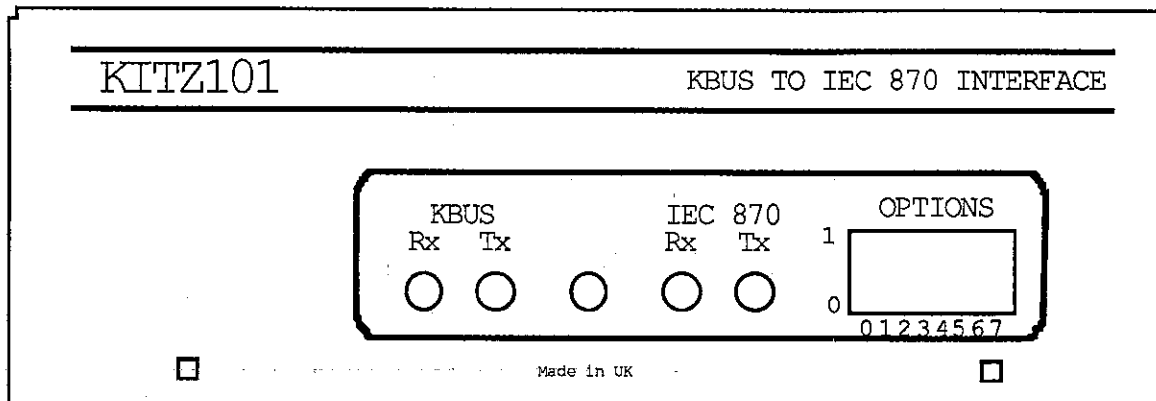 KITZ101
KBUS TO IEC 870 INTERFACE
KBUS
Rx Tx
IEC 870
Rx Tx
OPTIONS
1
0
01234567
Made in UK